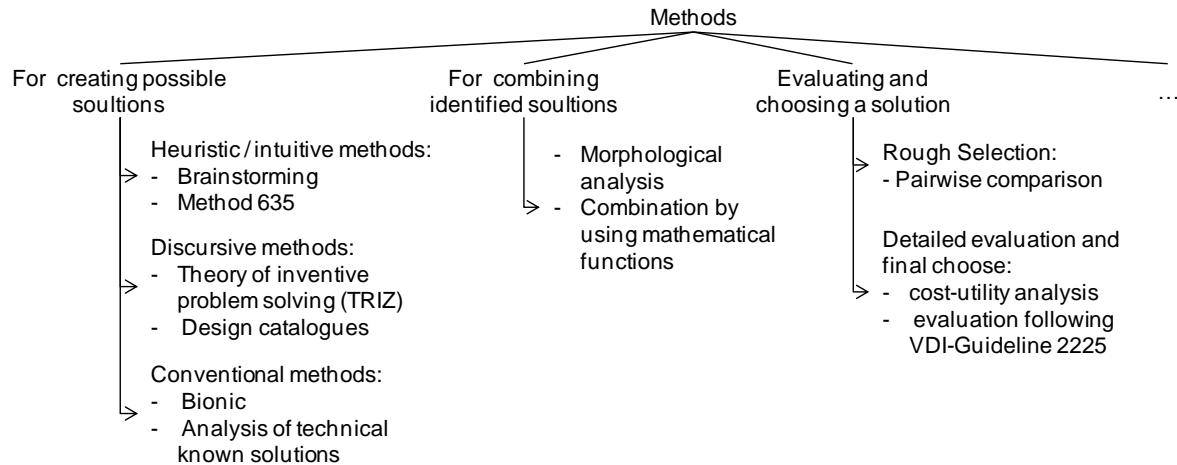 Methods
For creating possible
soultions
Heuristic / intuitive methods:
- Brainstorming
- Method 635
Discursive methods:
- Theory of inventive
problem solving (TRIZ)
- Design catalogues
Conventional methods:
- Bionic
- Analysis of technical
known solutions
For combining
identified soultions
- Morphological
analysis
- Combination by
using mathematical
functions
Evaluating and
choosing a solution
Rough Selection:
- Pairwise comparison
Detailed evaluation and
final choose:
- cost-utility analysis
- evaluation following
VDI-Guideline 2225
...